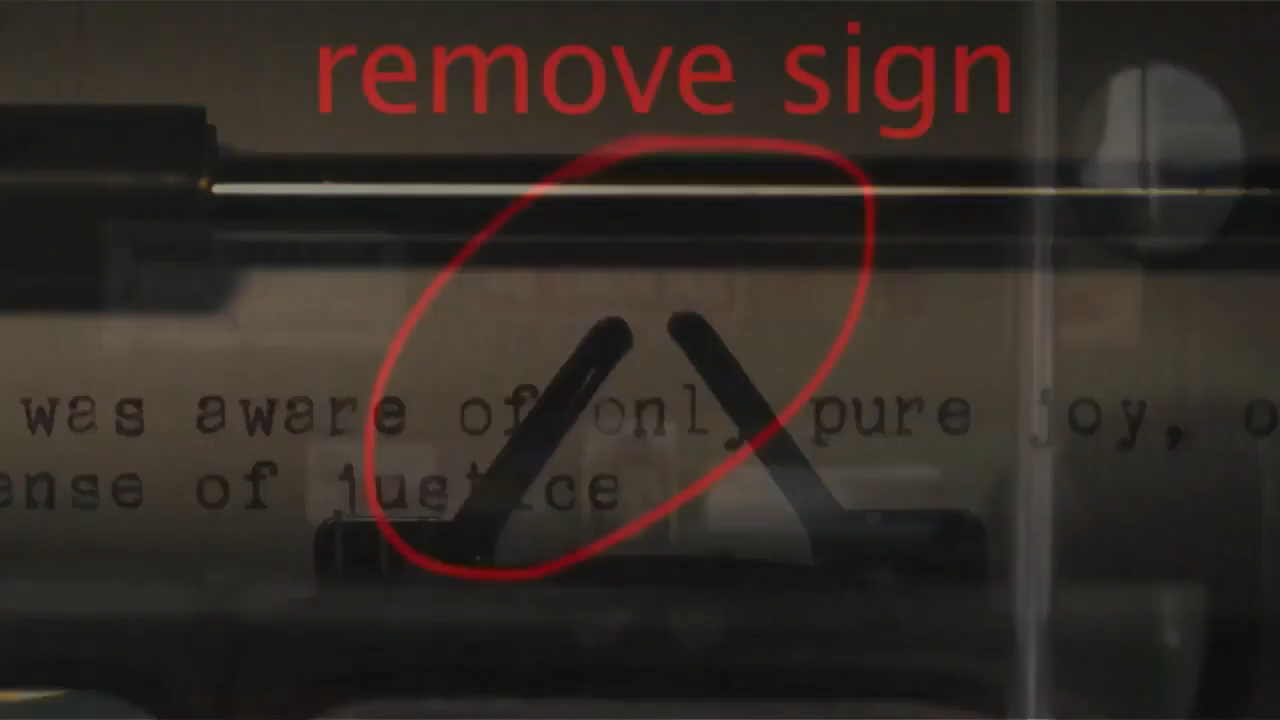 remove sign
was aware of only pure joy, o
ense of justice